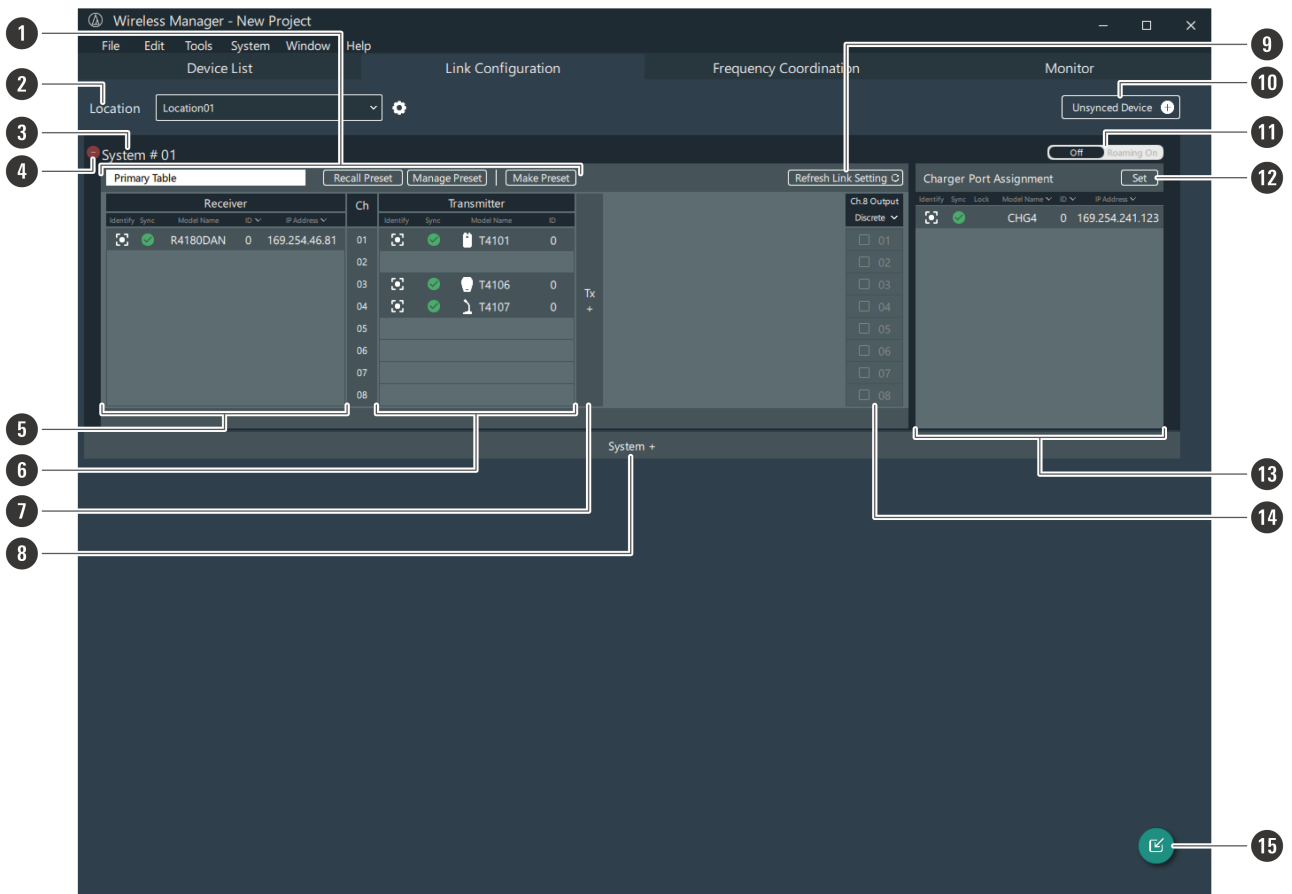 Wireless Manager - New Project
File Edit Tools System Window Help
Device List Link Configuration Frequency Coordination Monitor
Location Location01 Unsynced Device
System # 01 Off Roaming On
Primary Table Recall Preset Manage Preset Make Preset Refresh Link Setting Charger Port Assignment Set
Receiver Ch Transmitter Ch.8 Output
Identify Sync Model Name ID IP Address Identify Sync Model Name ID Discrete Identify Sync Lock Model Name ID IP Address
R4180DAN 0 169.254.46.81 01 T4101 0 01 CHG4 0 169.254.241.123
02 02
03 T4106 0 03
Tx
04 T4107 0 + 04
05 05
06 06
07 07
08 08
System +
1
2
3
4
5
6
7
8
9
10
11
12
13
14
15